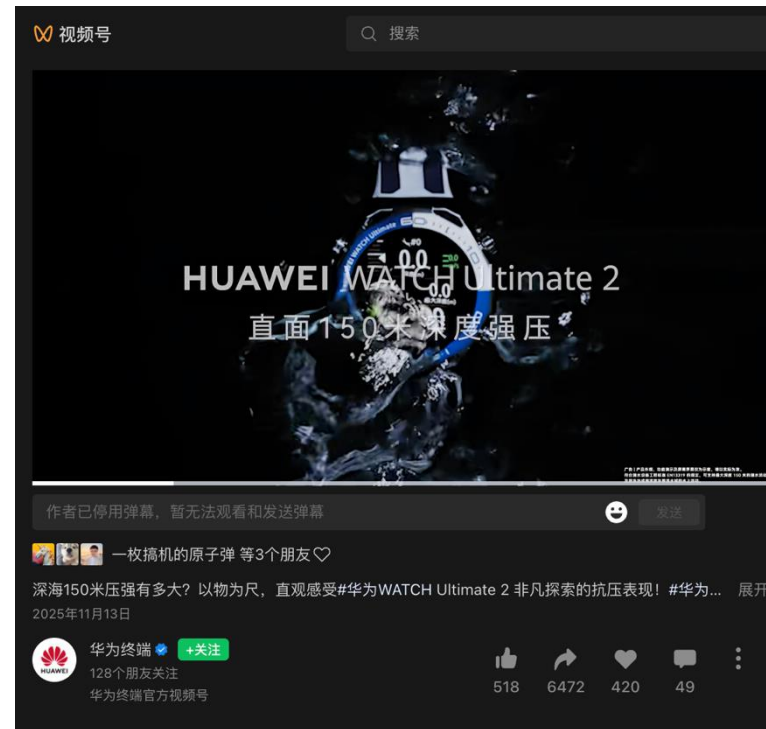 视频号
搜索
HUAWEI WATCH Ultimate 2
直面150米深度强压
作者已停用弹幕，暂无法观看和发送弹幕
发送
一枚搞机的原子弹 等3个朋友♡
深海150米压强有多大？以物为尺，直观感受#华为WATCH Ultimate 2 非凡探索的抗压表现！#华为... 展开
2025年11月13日
华为终端 +关注
HUAWEI
128个朋友关注
华为终端官方视频号
518 6472 420 49